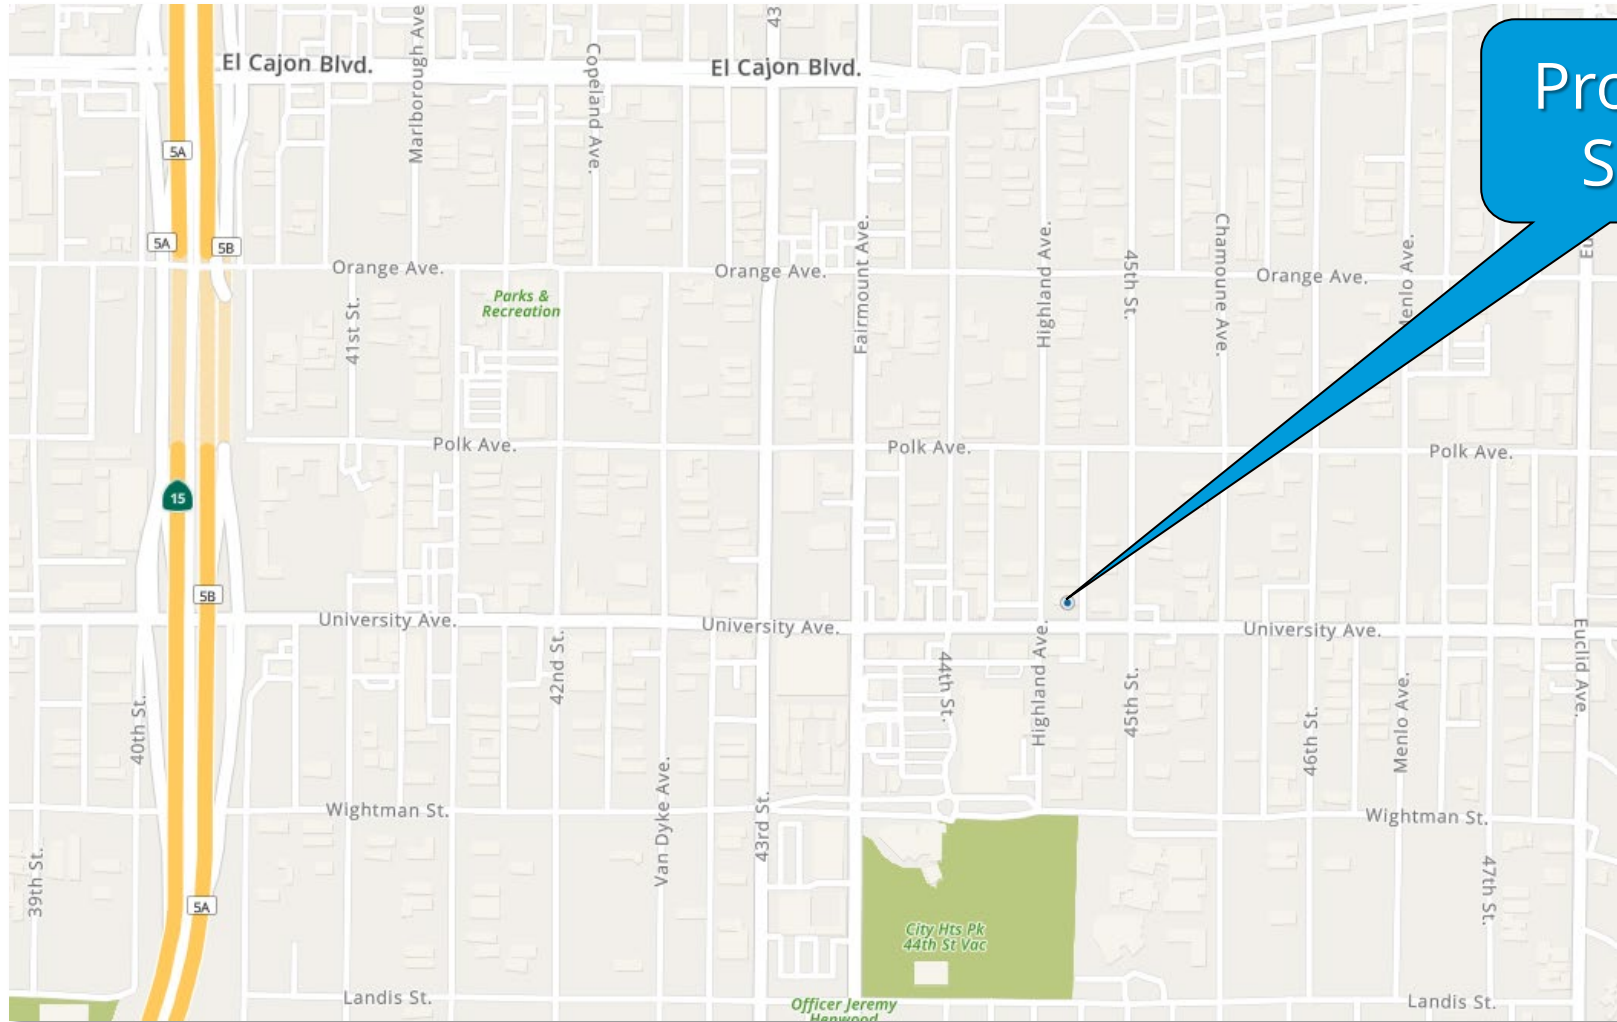 El Cajon Blvd.
El Cajon Blvd.
Marlborough Ave
Copeland Ave.
43
5A
5A
5B
Orange Ave.
Orange Ave.
Orange Ave.
Parks &
Recreation
41st St.
Fairmount Ave.
Highland Ave.
45th St.
Chamoune Ave.
Menlo Ave.
Polk Ave.
Polk Ave.
Polk Ave.
15
5B
University Ave.
University Ave.
University Ave.
40th St.
42nd St.
44th St.
Highland Ave.
45th St.
46th St.
Menlo Ave.
Euclid Ave.
Wightman St.
Wightman St.
39th St.
Van Dyke Ave.
43rd St.
47th St.
5A
City Hts Pk
44th St Vac
Landis St.
Landis St.
Officer Jeremy
Henwood